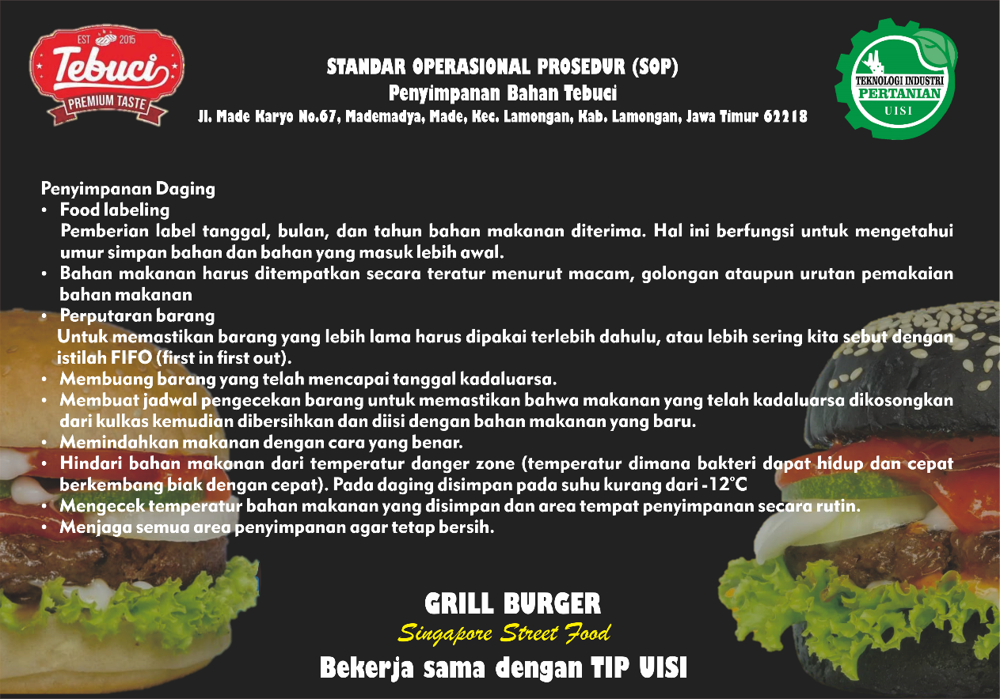 EST 2015
Tebuci
PREMIUM TASTE
STANDAR OPERASIONAL PROSEDUR (SOP)
Penyimpanan Bahan Tebuci
Jl. Made Karyo No.67, Mademadya, Made, Kec. Lamongan, Kab. Lamongan, Jawa Timur 62218
TEKNOLOGI INDUSTRI
PERTANIAN
UISI
Penyimpanan Daging
• Food labeling
Pemberian label tanggal, bulan, dan tahun bahan makanan diterima. Hal ini berfungsi untuk mengetahui
umur simpan bahan dan bahan yang masuk lebih awal.
• Bahan makanan harus ditempatkan secara teratur menurut macam, golongan ataupun urutan pemakaian
bahan makanan
• Perputaran barang
Untuk memastikan barang yang lebih lama harus dipakai terlebih dahulu, atau lebih sering kita sebut dengan
istilah FIFO (first in first out).
• Membuang barang yang telah mencapai tanggal kadaluarsa.
• Membuat jadwal pengecekan barang untuk memastikan bahwa makanan yang telah kadaluarsa dikosongkan
dari kulkas kemudian dibersihkan dan diisi dengan bahan makanan yang baru.
• Memindahkan makanan dengan cara yang benar.
• Hindari bahan makanan dari temperatur danger zone (temperatur dimana bakteri dapat hidup dan cepat
berkembang biak dengan cepat). Pada daging disimpan pada suhu kurang dari -12°C
• Mengecek temperatur bahan makanan yang disimpan dan area tempat penyimpanan secara rutin.
• Menjaga semua area penyimpanan agar tetap bersih.
GRILL BURGER
Singapore Street Food
Bekerja sama dengan TIP UISI